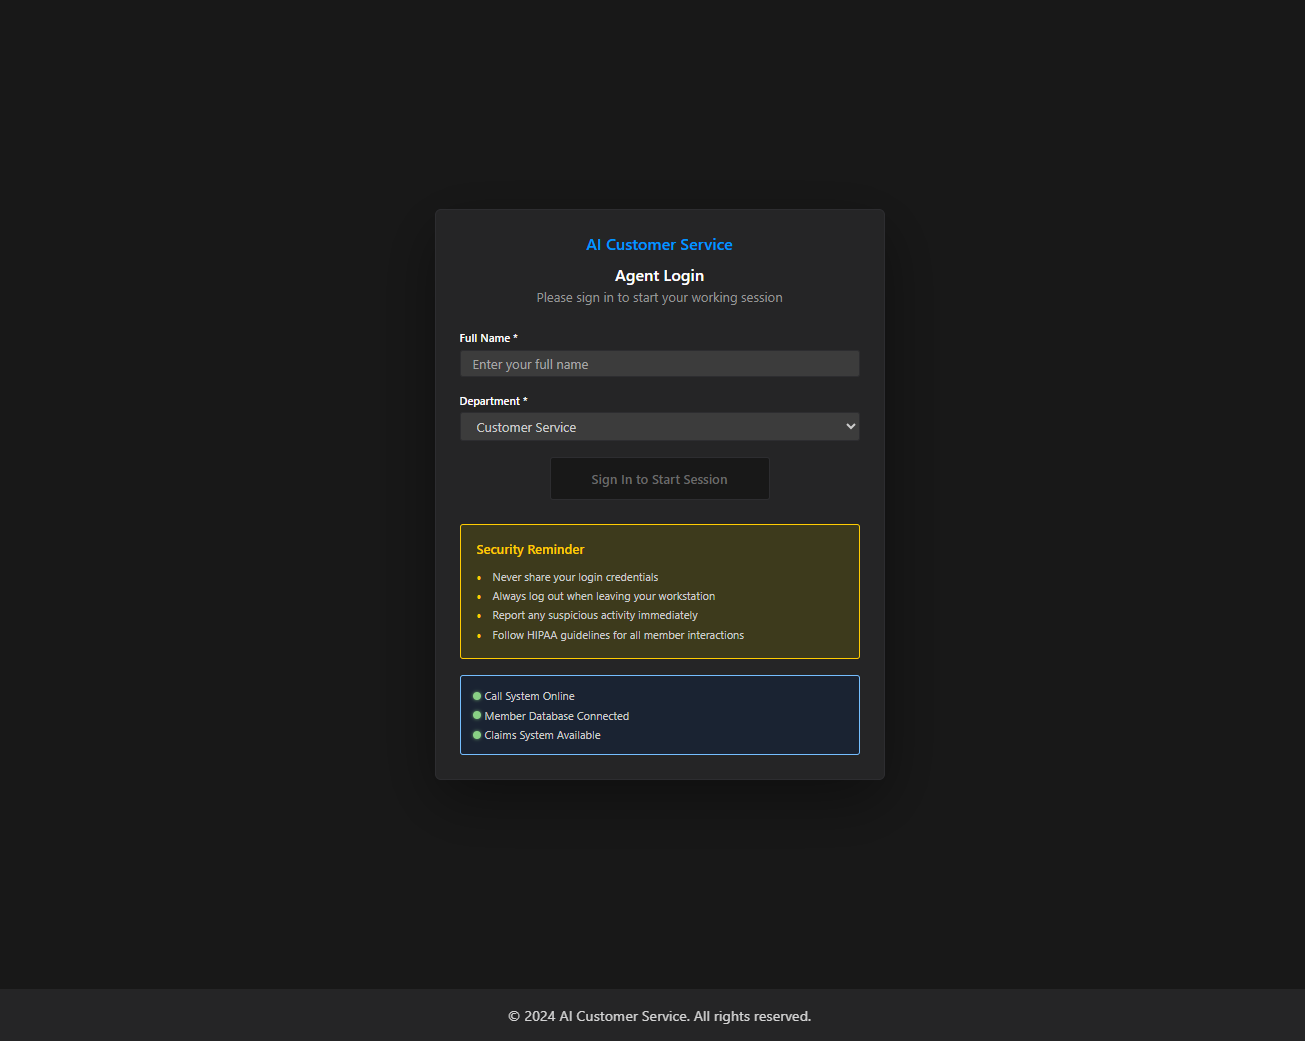 AI Customer Service
Agent Login
Please sign in to start your working session
Full Name *
Enter your full name
Department *
Customer Service
Sign In to Start Session
Security Reminder
• Never share your login credentials
• Always log out when leaving your workstation
• Report any suspicious activity immediately
• Follow HIPAA guidelines for all member interactions
Call System Online
Member Database Connected
Claims System Available
© 2024 AI Customer Service. All rights reserved.